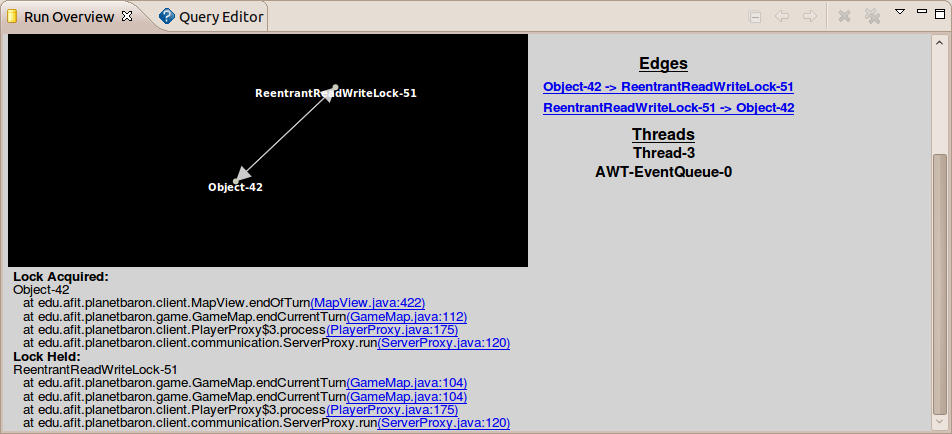 Run Overview
Query Editor
ReentrantReadWriteLock-51
Object-42
Edges
Object-42 -> ReentrantReadWriteLock-51
ReentrantReadWriteLock-51 -> Object-42
Threads
Thread-3
AWT-EventQueue-0
Lock Acquired:
Object-42
at edu.afit.planetbaron.client.MapView.endOfTurn(MapView.java:422)
at edu.afit.planetbaron.game.GameMap.endCurrentTurn(GameMap.java:112)
at edu.afit.planetbaron.client.PlayerProxy$3.process(PlayerProxy.java:175)
at edu.afit.planetbaron.client.communication.ServerProxy.run(ServerProxy.java:120)
Lock Held:
ReentrantReadWriteLock-51
at edu.afit.planetbaron.game.GameMap.endCurrentTurn(GameMap.java:104)
at edu.afit.planetbaron.game.GameMap.endCurrentTurn(GameMap.java:104)
at edu.afit.planetbaron.client.PlayerProxy$3.process(PlayerProxy.java:175)
at edu.afit.planetbaron.client.communication.ServerProxy.run(ServerProxy.java:120)